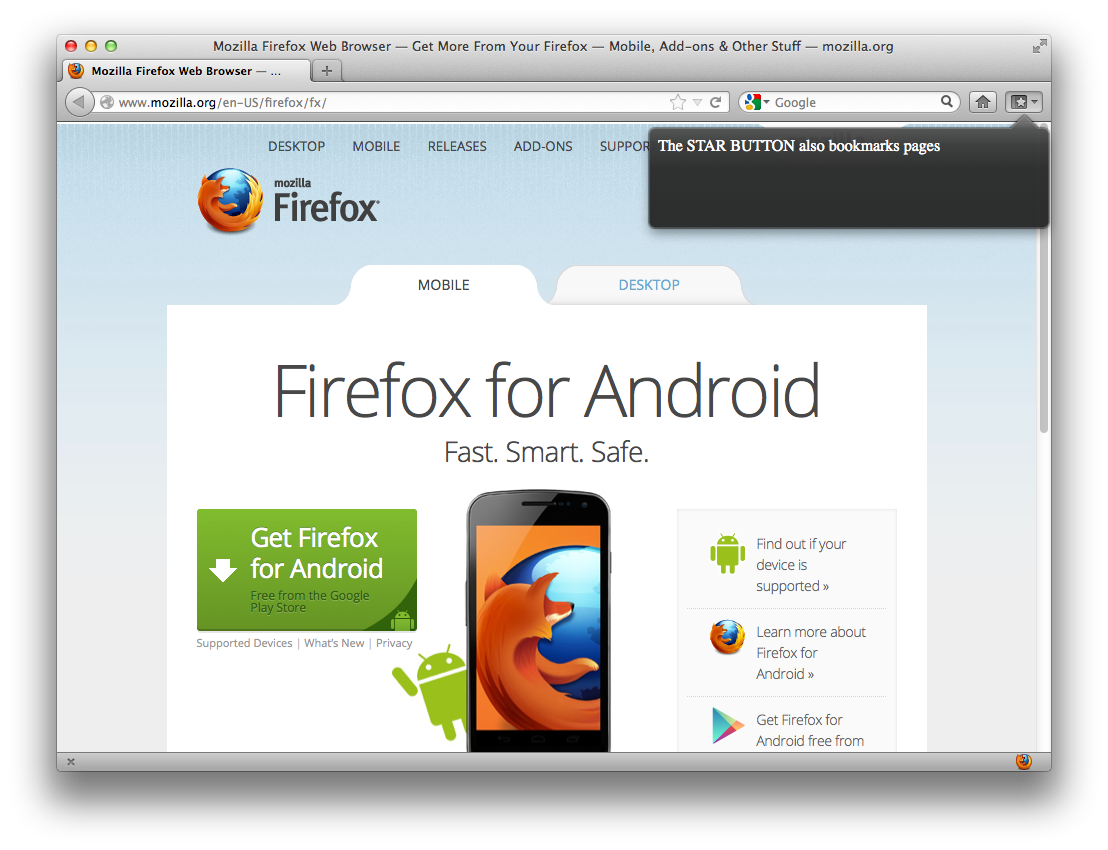 Mozilla Firefox Web Browser — Get More From Your Firefox — Mobile, Add-ons & Other Stuff — mozilla.org
Mozilla Firefox Web Browser — ...
www.mozilla.org/en-US/firefox/fx/
Google
DESKTOP MOBILE RELEASES ADD-ONS SUPPOR
The STAR BUTTON also bookmarks pages
mozilla
Firefox®
MOBILE DESKTOP
Firefox for Android
Fast. Smart. Safe.
Get Firefox
for Android
Free from the Google
Play Store
Supported Devices | What's New | Privacy
Find out if your
device is
supported »
Learn more about
Firefox for
Android »
Get Firefox for
Android free from